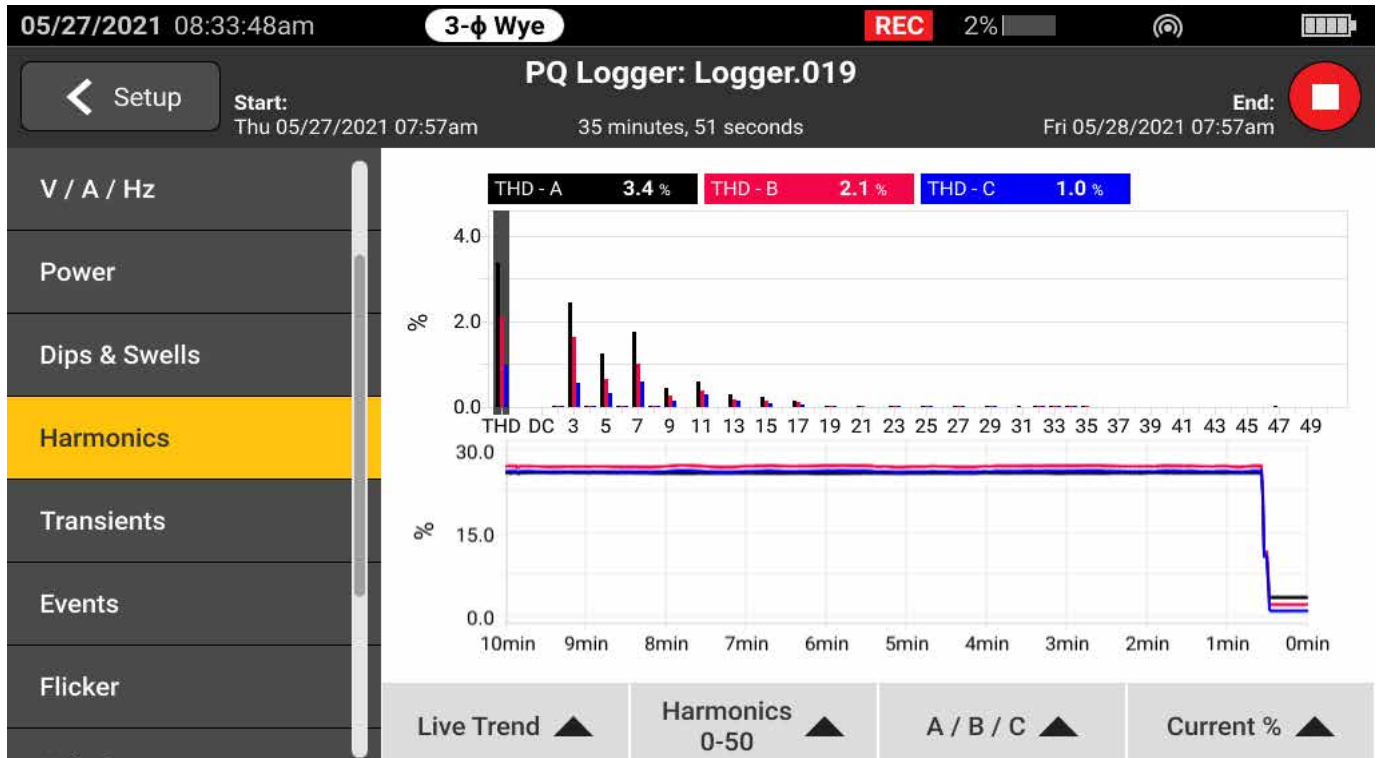 05/27/2021 08:33:48am 3-ɸ Wye REC 2%
Setup
PQ Logger: Logger.019
Start:
Thu 05/27/2021 07:57am
35 minutes, 51 seconds
End:
Fri 05/28/2021 07:57am
V / A / Hz
Power
Dips & Swells
Harmonics
Transients
Events
Flicker
THD - A 3.4 % THD - B 2.1 % THD - C 1.0 %
4.0
2.0
0.0
%
THD DC 3 5 7 9 11 13 15 17 19 21 23 25 27 29 31 33 35 37 39 41 43 45 47 49
30.0
15.0
0.0
%
10min 9min 8min 7min 6min 5min 4min 3min 2min 1min 0min
Live Trend
Harmonics
0-50
A / B / C
Current %